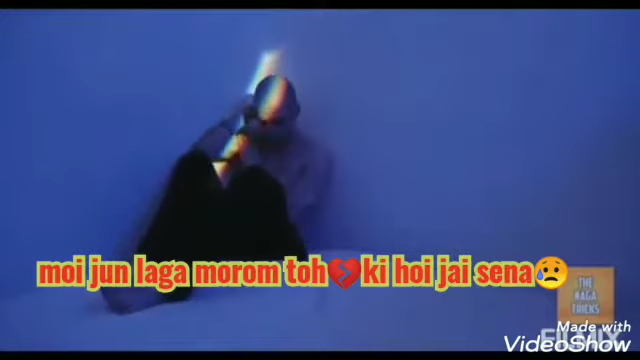 moi jun laga morom toh💔ki hoi jai sena😥
THE
NAGA
TRICKS
Made with
VideoShow